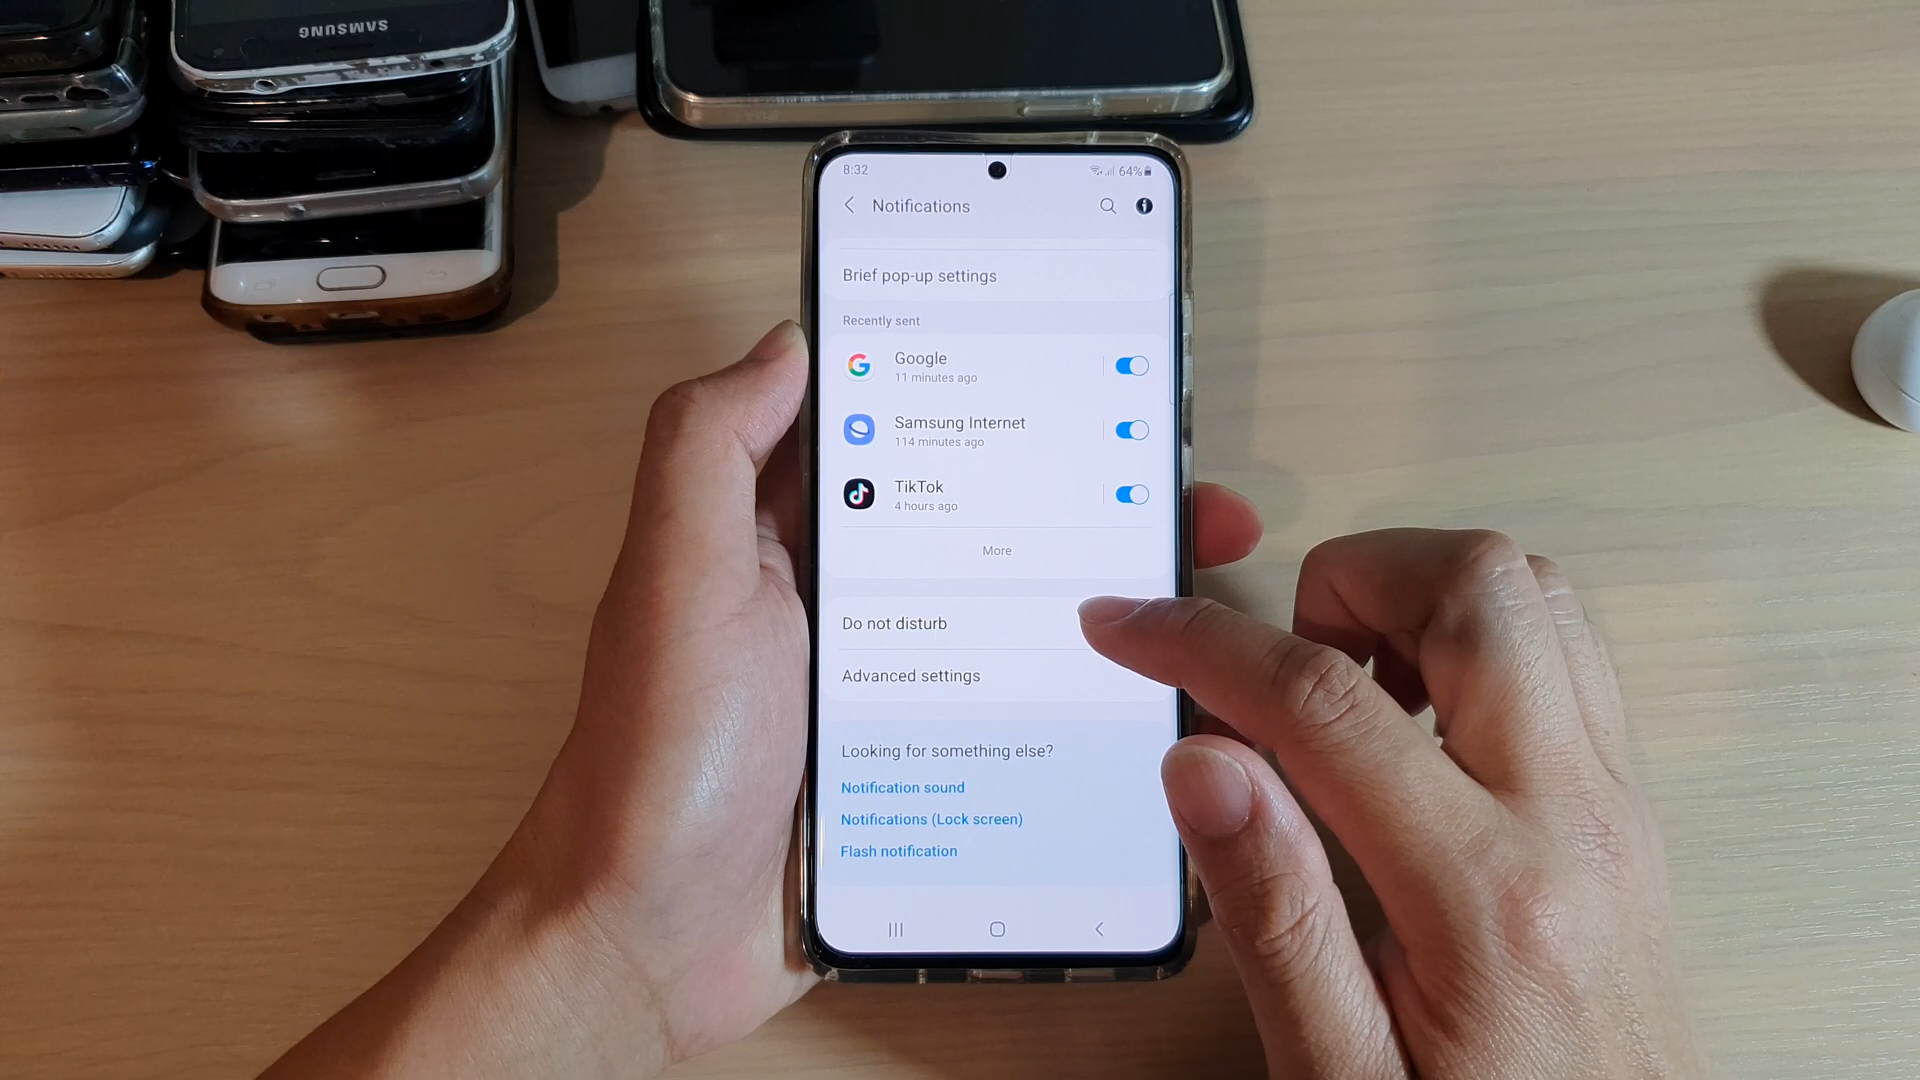 SAMSUNG
8:32
64%
Notifications
Brief pop-up settings
Recently sent
Google
11 minutes ago
Samsung Internet
114 minutes ago
TikTok
4 hours ago
More
Do not disturb
Advanced settings
Looking for something else?
Notification sound
Notifications (Lock screen)
Flash notification